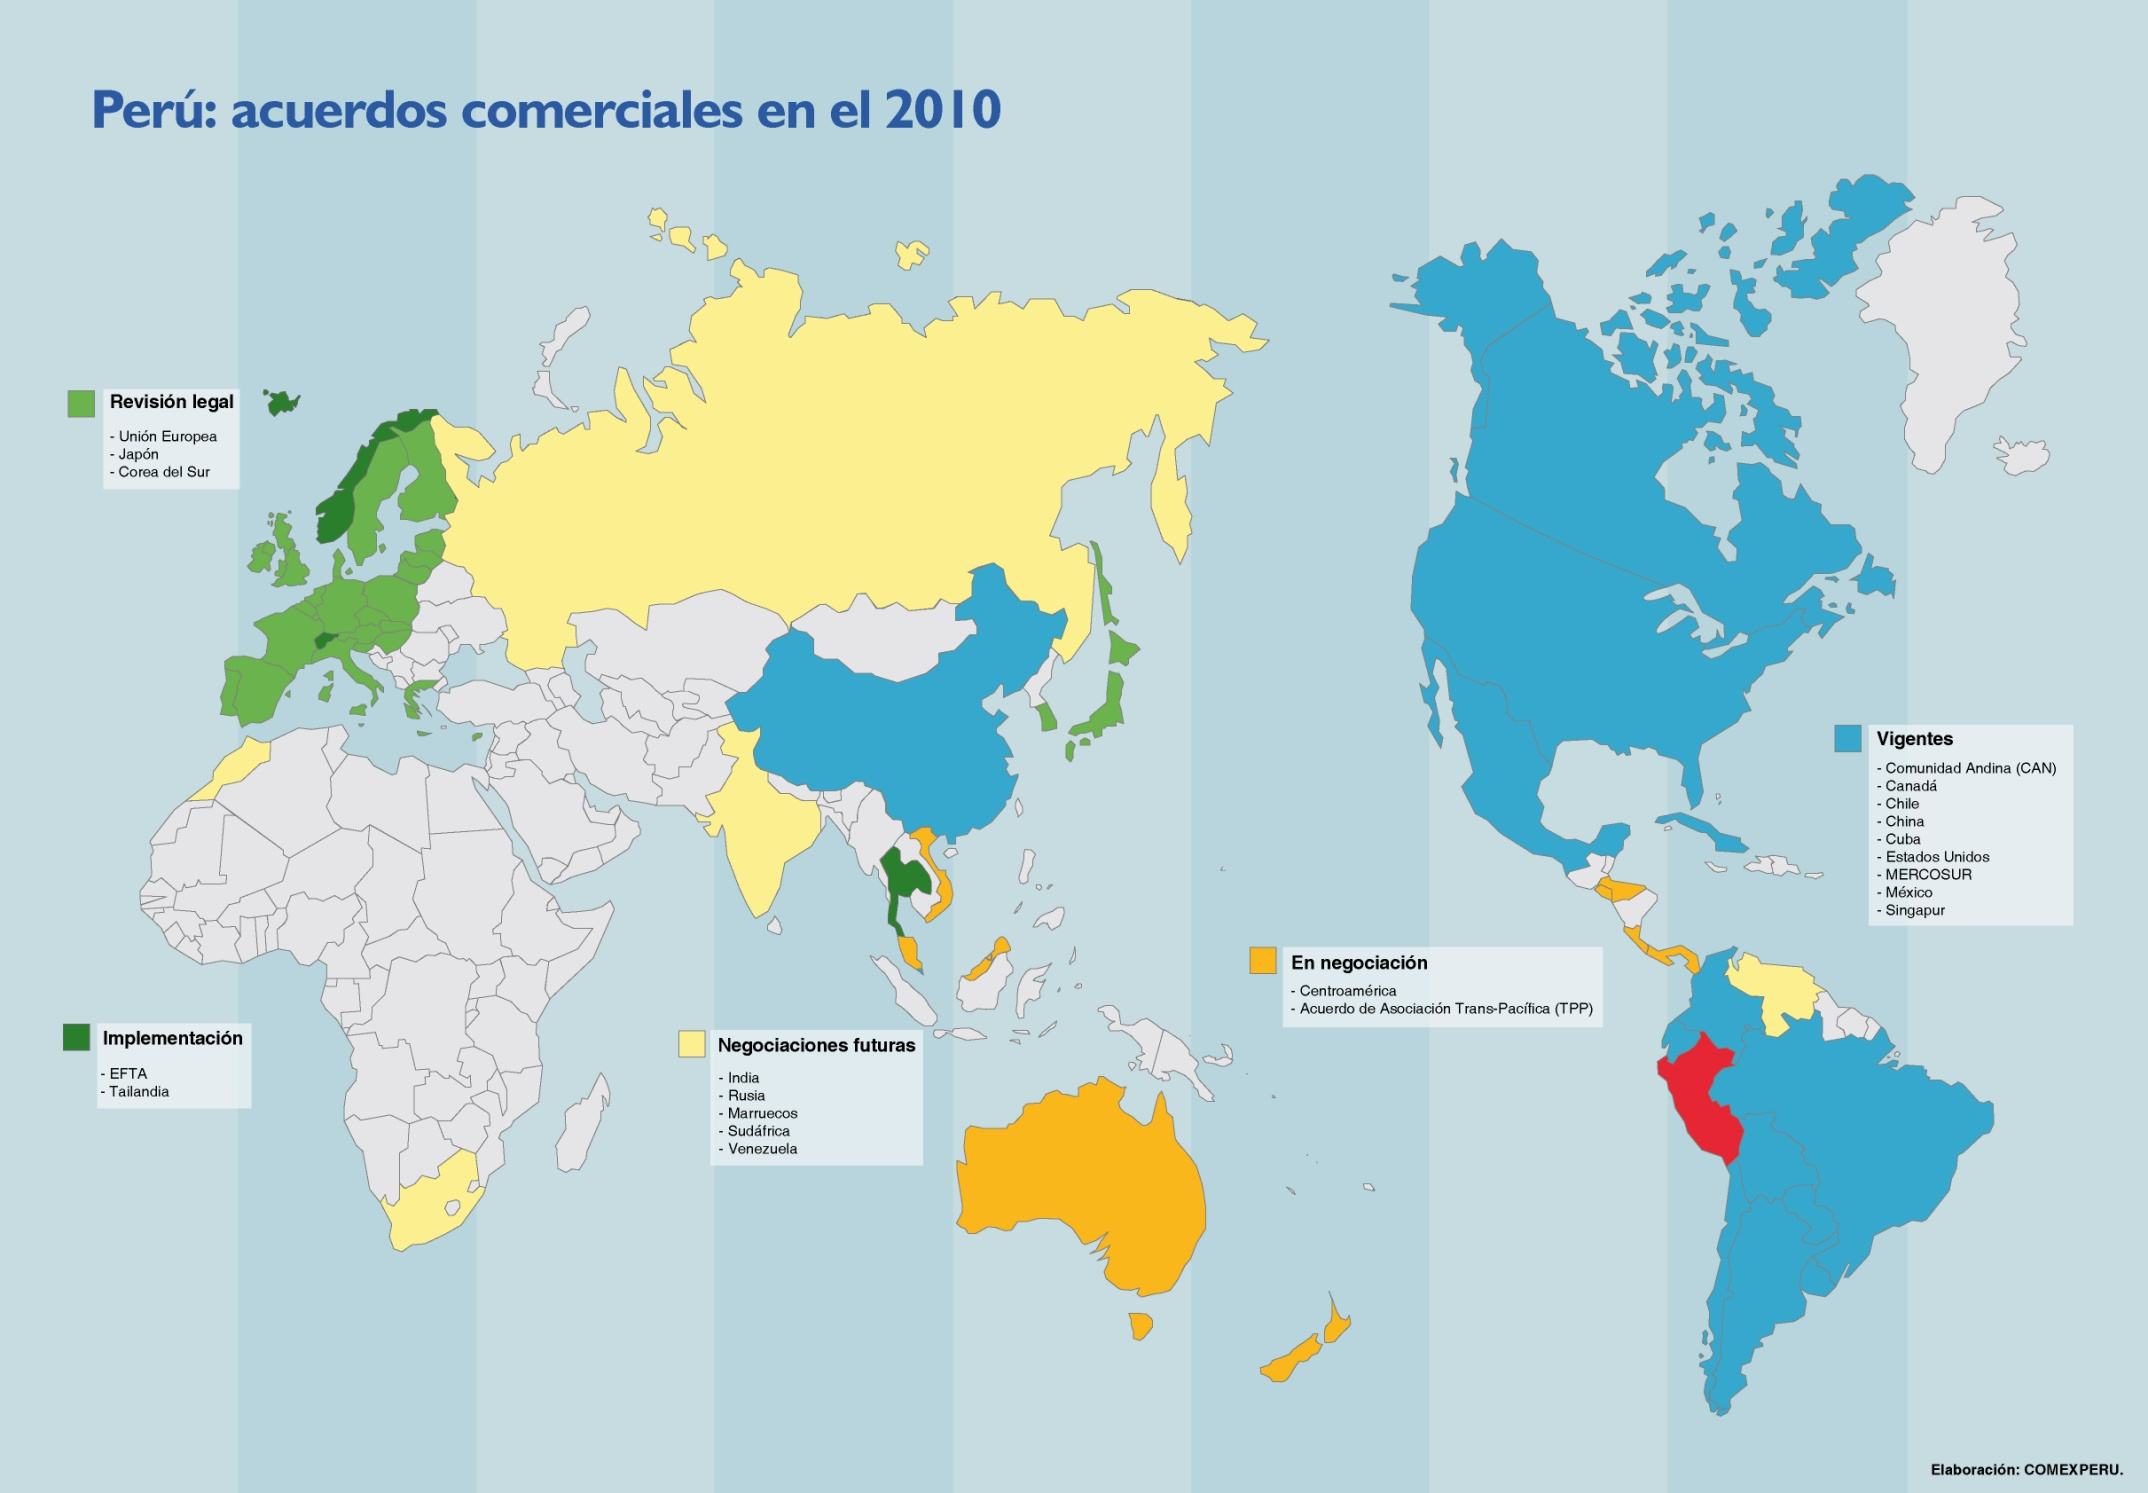 Perú: acuerdos comerciales en el 2010
Revisión legal
- Unión Europea
- Japón
- Corea del Sur
Vigentes
- Comunidad Andina (CAN)
- Canadá
- Chile
- China
- Cuba
- Estados Unidos
- MERCOSUR
- México
- Singapur
En negociación
- Centroamérica
- Acuerdo de Asociación Trans-Pacífica (TPP)
Implementación
- EFTA
- Tailandia
Negociaciones futuras
- India
- Rusia
- Marruecos
- Sudáfrica
- Venezuela
Elaboración: COMEXPERU.